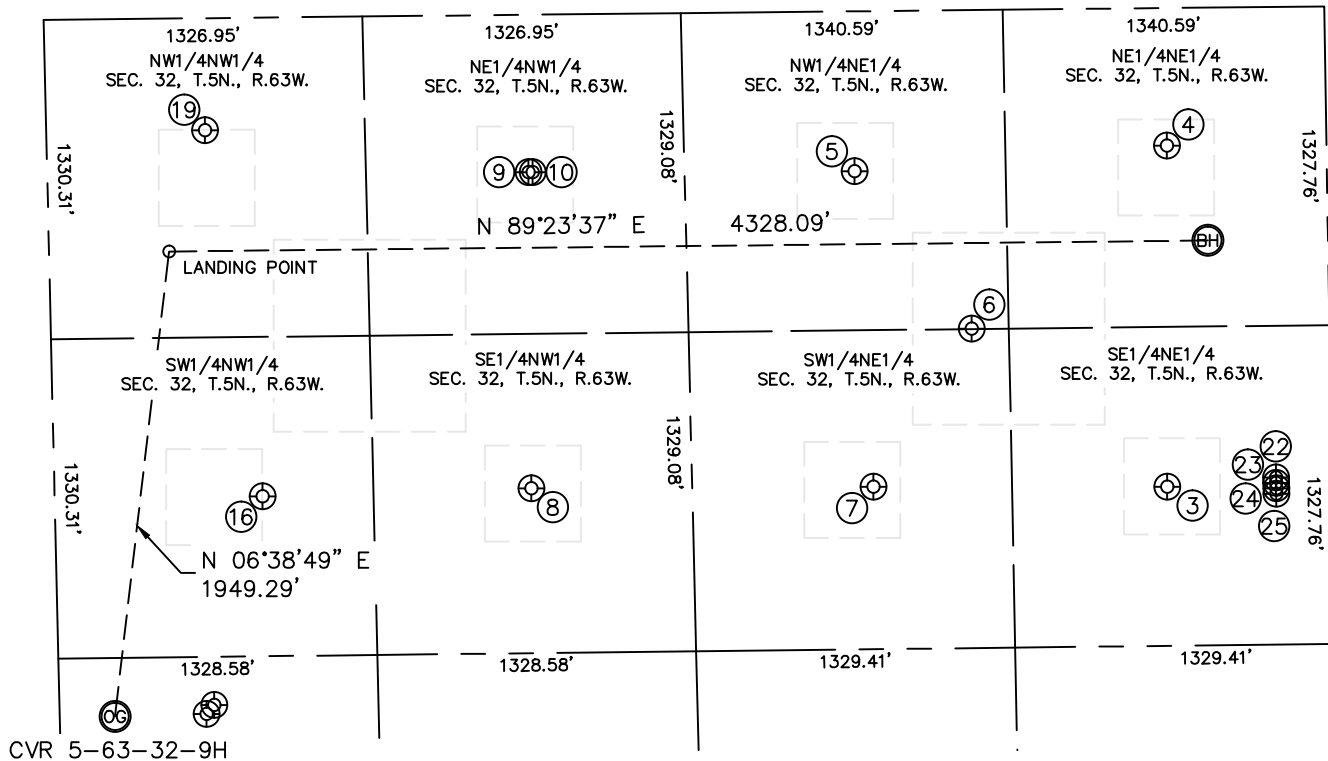 1326.95'
1326.95'
1340.59'
1340.59'
NW1/4NW1/4
SEC. 32, T.5N., R.63W.
NE1/4NW1/4
SEC. 32, T.5N., R.63W.
NW1/4NE1/4
SEC. 32, T.5N., R.63W.
NE1/4NE1/4
SEC. 32, T.5N., R.63W.
19
4
5
9
10
1330.31'
1329.08'
1327.76'
N 89°23'37" E
4328.09'
BH
LANDING POINT
6
SW1/4NW1/4
SEC. 32, T.5N., R.63W.
SE1/4NW1/4
SEC. 32, T.5N., R.63W.
SW1/4NE1/4
SEC. 32, T.5N., R.63W.
SE1/4NE1/4
SEC. 32, T.5N., R.63W.
1330.31'
1329.08'
1327.76'
22
23
24
25
16
8
7
3
N 06°38'49" E
1949.29'
1328.58'
1328.58'
1329.41'
1329.41'
OG
CVR 5-63-32-9H